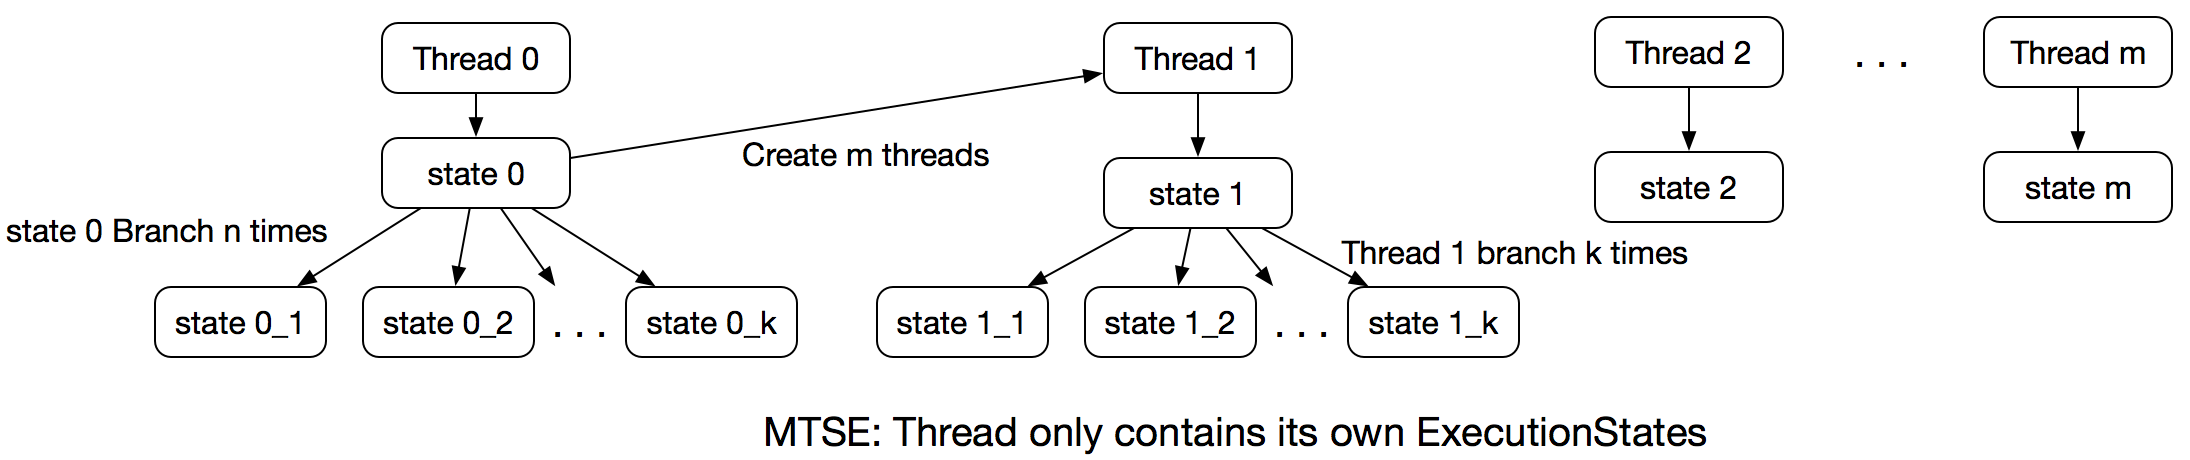 Thread 0
Thread 1
Thread 2
. . .
Thread m
state 0
Create m threads
state 1
state 2
state m
state 0 Branch n times
Thread 1 branch k times
state 0_1
state 0_2
. . .
state 0_k
state 1_1
state 1_2
. . .
state 1_k
MTSE: Thread only contains its own ExecutionStates